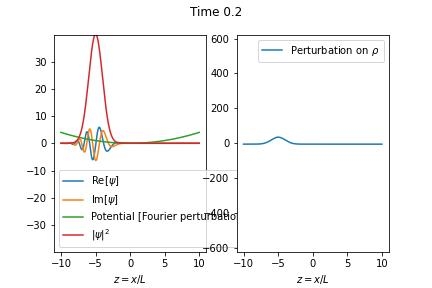 Time 0.2
30
20
10
0
−10
−20
−30
Re[ψ]
Im[ψ]
Potential [Fourier perturbatio
|ψ|²
−10 −5 0 5 10
z = x/L
600
400
200
0
−200
−400
−600
Perturbation on ρ
−10 −5 0 5 10
z = x/L